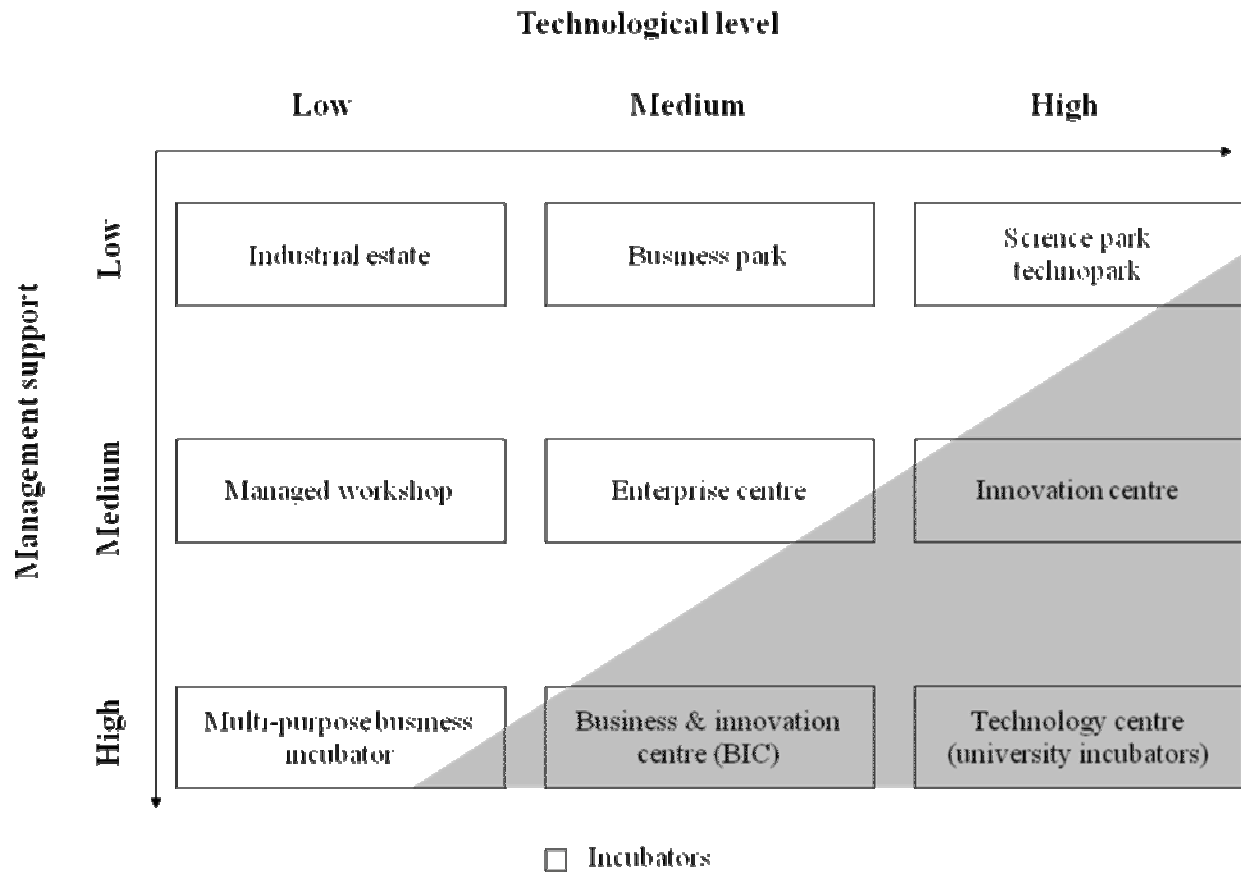 Technological level
Low Medium High
Management support
Low
Industrial estate
Business park
Science park
technopark
Medium
Managed workshop
Enterprise centre
Innovation centre
High
Multi-purpose business
incubator
Business & innovation
centre (BIC)
Technology centre
(university incubators)
Incubators